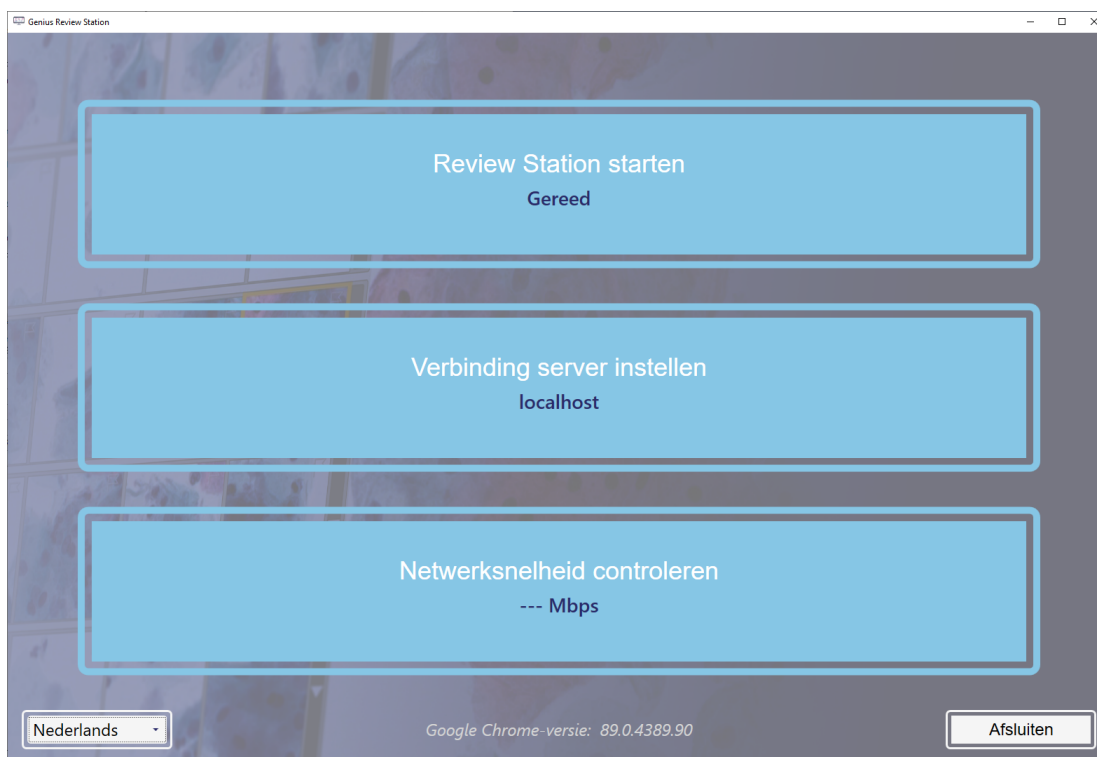 Genius Review Station
Review Station starten
Gereed
Verbinding server instellen
localhost
Netwerksnelheid controleren
--- Mbps
Nederlands
Google Chrome-versie: 89.0.4389.90
Afsluiten